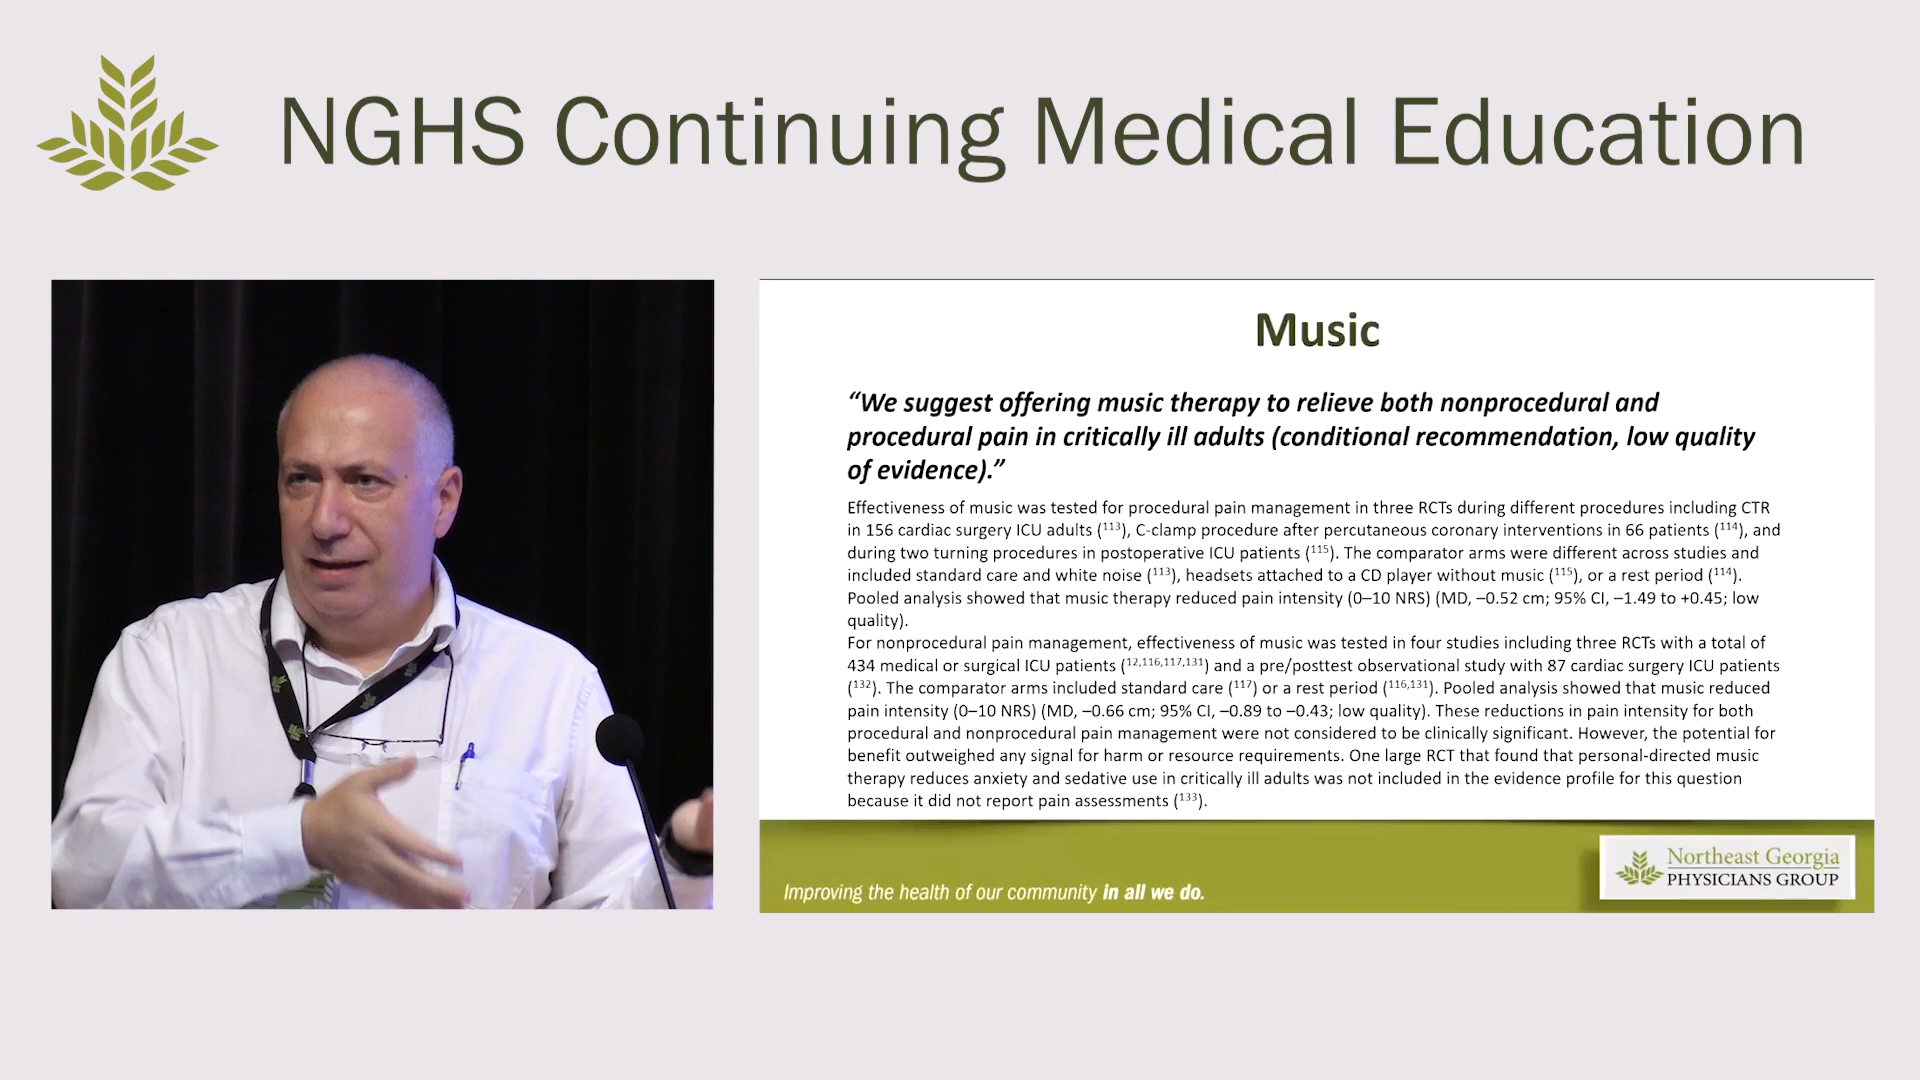 NGHS Continuing Medical Education
Music
“We suggest offering music therapy to relieve both nonprocedural and
procedural pain in critically ill adults (conditional recommendation, low quality
of evidence).”
Effectiveness of music was tested for procedural pain management in three RCTs during different procedures including CTR
in 156 cardiac surgery ICU adults (113), C-clamp procedure after percutaneous coronary interventions in 66 patients (114), and
during two turning procedures in postoperative ICU patients (115). The comparator arms were different across studies and
included standard care and white noise (113), headsets attached to a CD player without music (115), or a rest period (114).
Pooled analysis showed that music therapy reduced pain intensity (0–10 NRS) (MD, –0.52 cm; 95% CI, –1.49 to +0.45; low
quality).
For nonprocedural pain management, effectiveness of music was tested in four studies including three RCTs with a total of
434 medical or surgical ICU patients (12,116,117,131) and a pre/posttest observational study with 87 cardiac surgery ICU patients
(132). The comparator arms included standard care (117) or a rest period (116,131). Pooled analysis showed that music reduced
pain intensity (0–10 NRS) (MD, –0.66 cm; 95% CI, –0.89 to –0.43; low quality). These reductions in pain intensity for both
procedural and nonprocedural pain management were not considered to be clinically significant. However, the potential for
benefit outweighed any signal for harm or resource requirements. One large RCT that found that personal-directed music
therapy reduces anxiety and sedative use in critically ill adults was not included in the evidence profile for this question
because it did not report pain assessments (133).
Improving the health of our community in all we do.
Northeast Georgia
PHYSICIANS GROUP